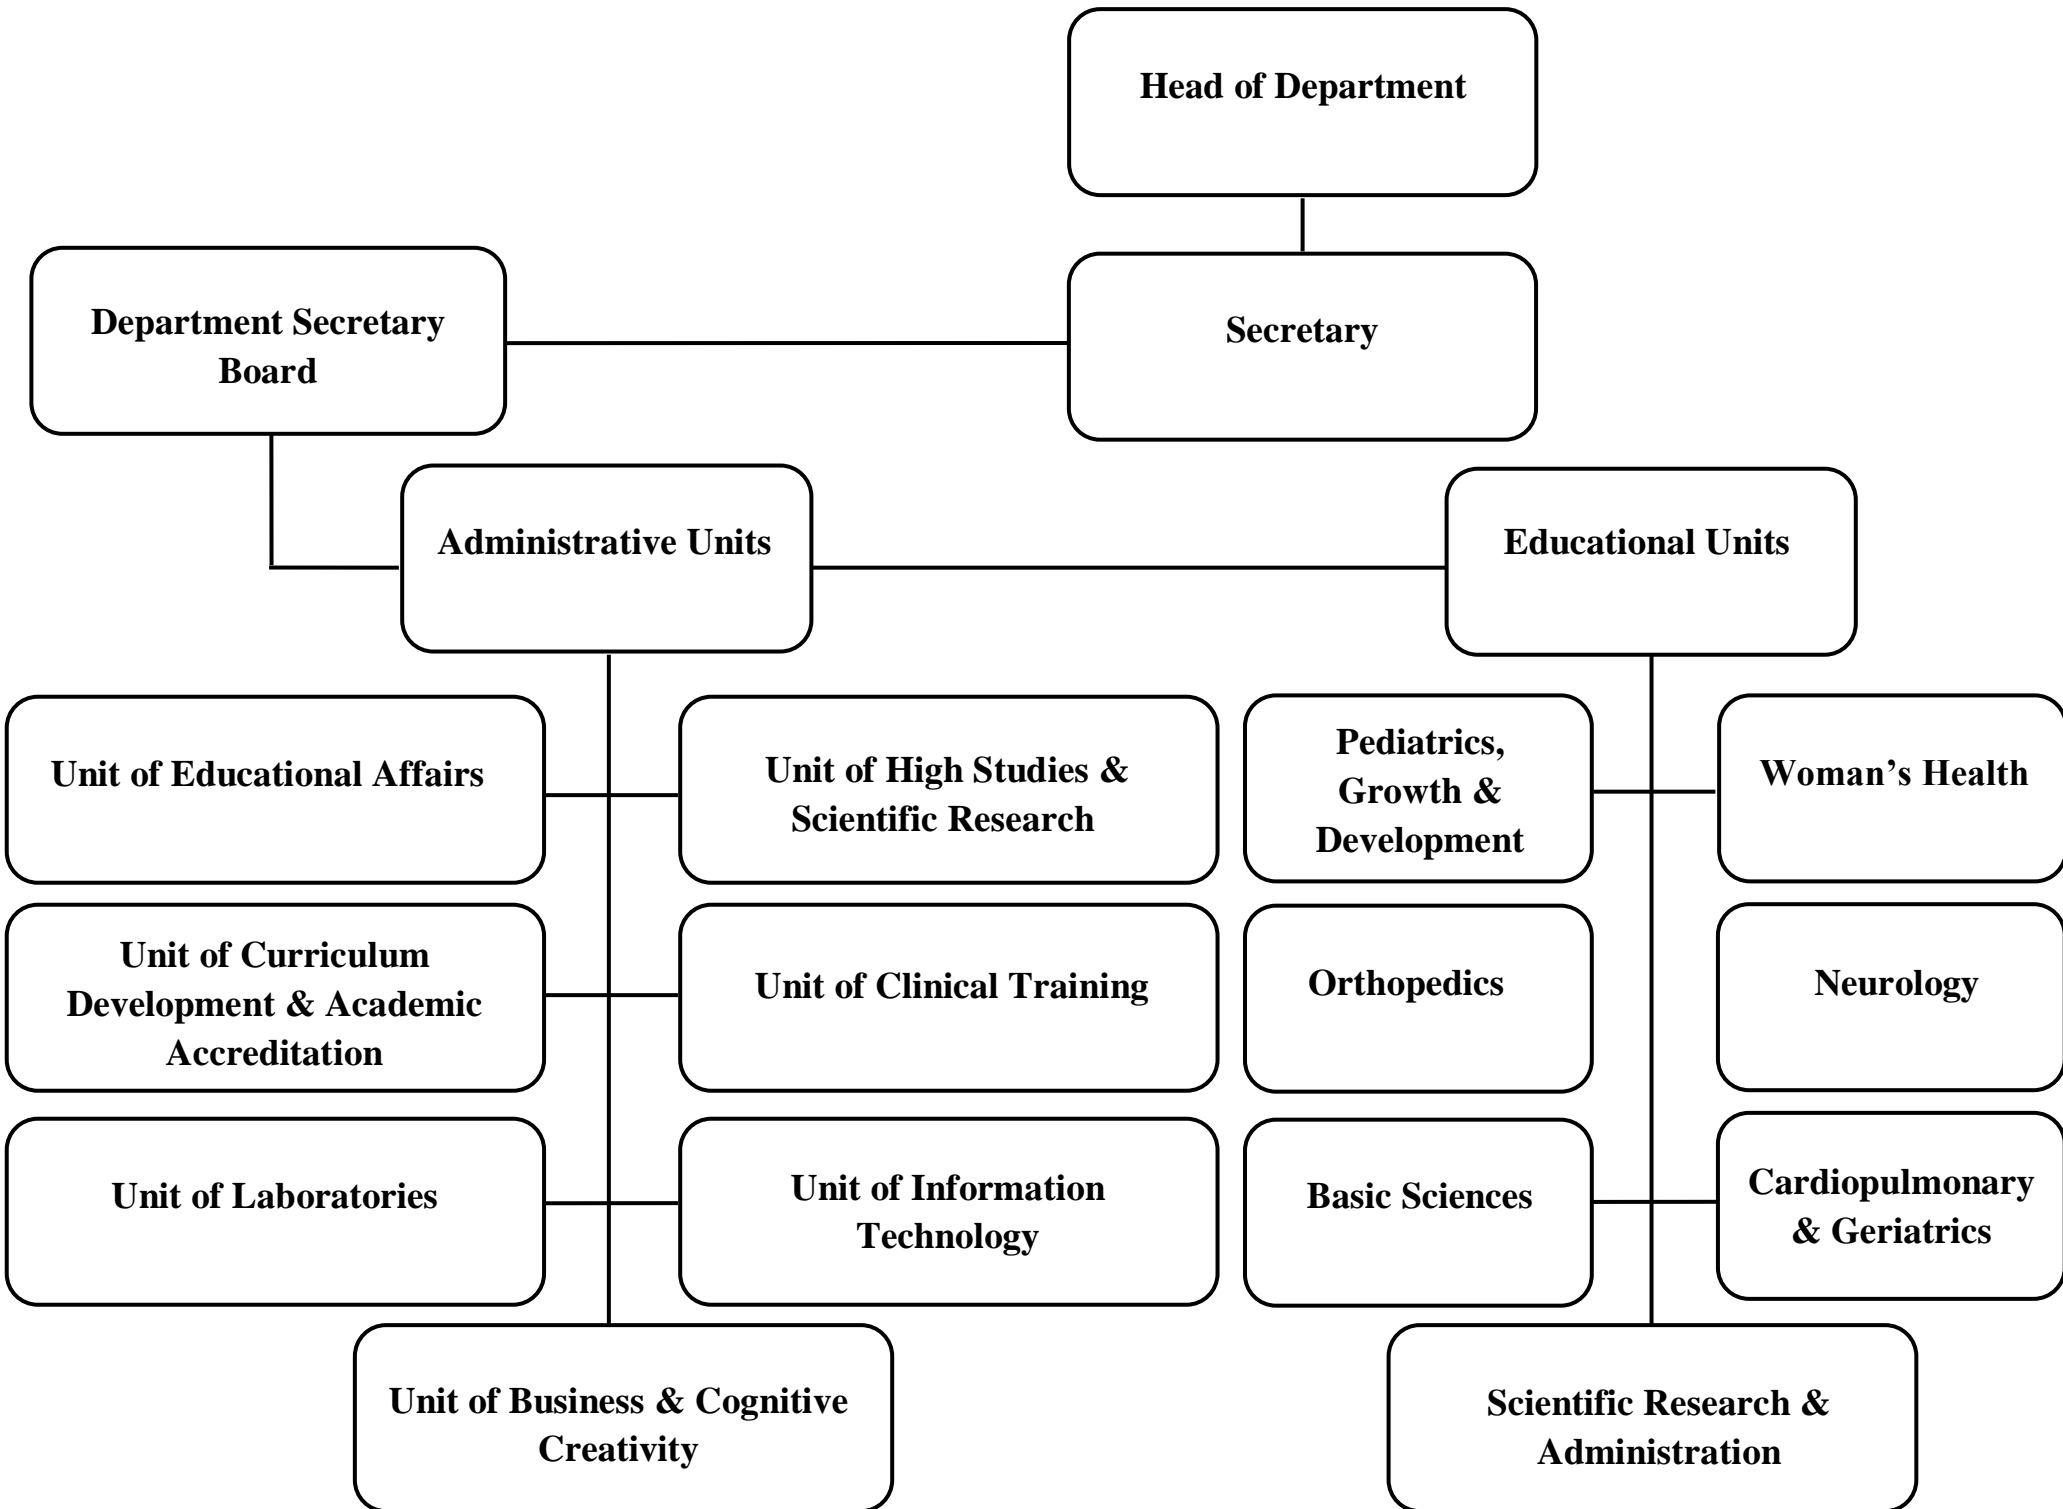 Head of Department
Department Secretary
Board
Secretary
Administrative Units
Educational Units
Unit of Educational Affairs
Unit of High Studies &
Scientific Research
Pediatrics,
Growth &
Development
Woman’s Health
Unit of Curriculum
Development & Academic
Accreditation
Unit of Clinical Training
Orthopedics
Neurology
Unit of Laboratories
Unit of Information
Technology
Basic Sciences
Cardiopulmonary
& Geriatrics
Unit of Business & Cognitive
Creativity
Scientific Research &
Administration